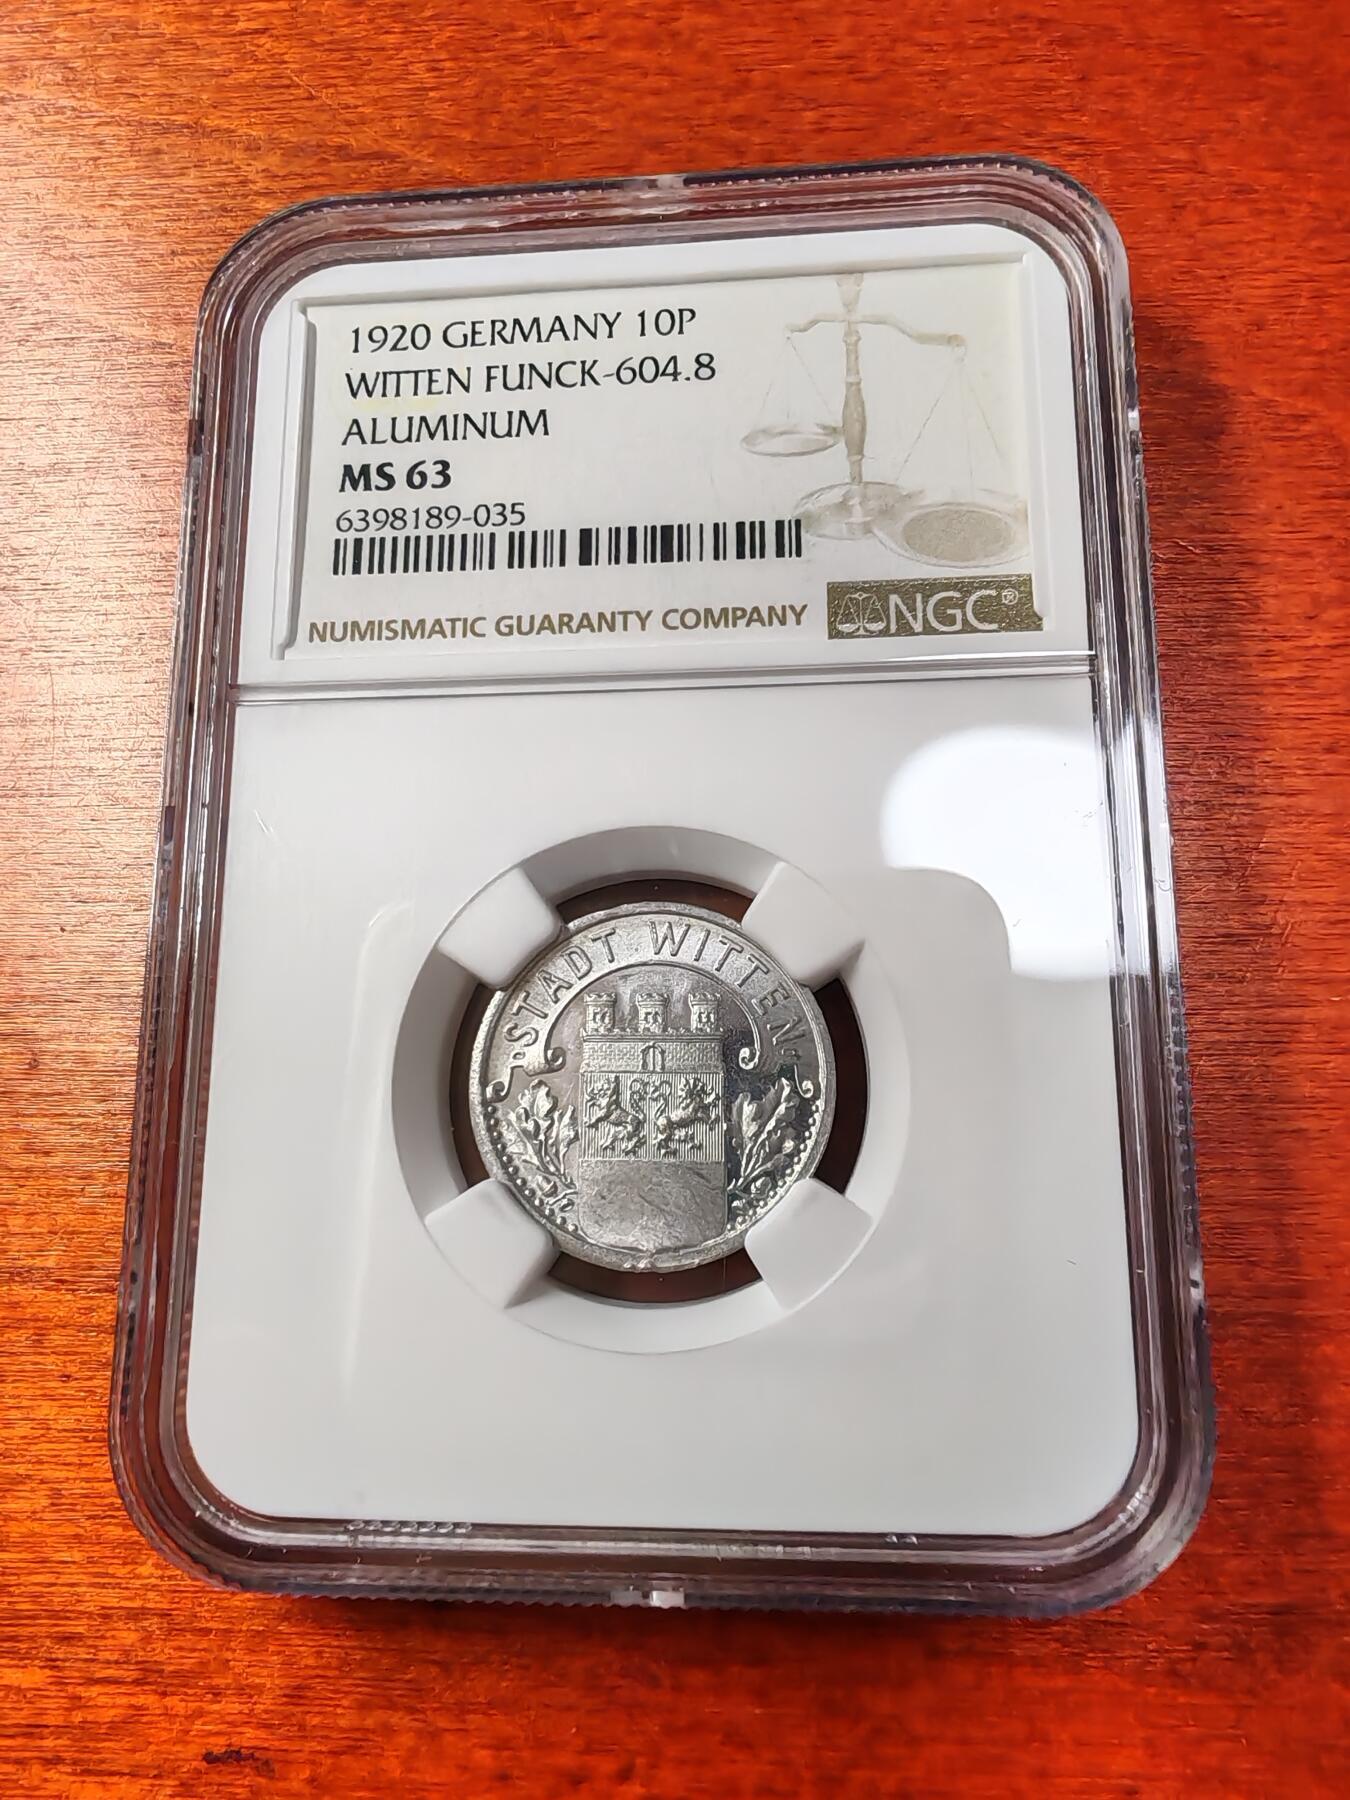 1920 GERMANY 10P
WITTEN FUNCK-604.8
ALUMINUM
MS 63
6398189-035
NUMISMATIC GUARANTY COMPANY
NGC®
STADT WITTEN